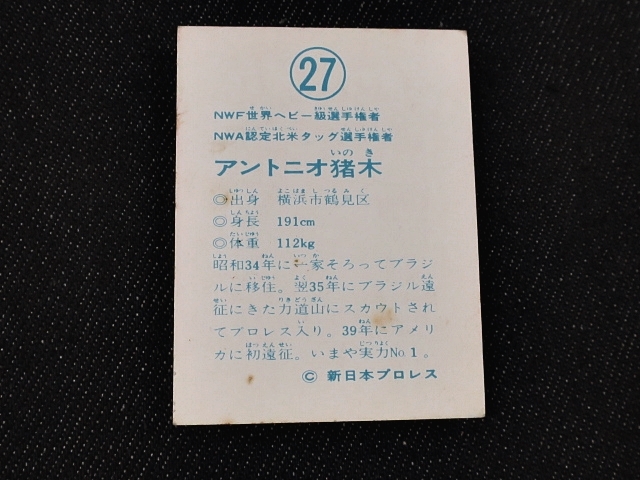 27
NWF世界ヘビー級選手権者
NWA認定北米タッグ選手権者
アントニオ猪木
◎出身 横浜市鶴見区
◎身長 191cm
◎体重 112kg
昭和34年に一家そろってブラジ
ルに移住。翌35年にブラジル遠
征にきた力道山にスカウトされ
てプロレス入り。39年にアメリ
カに初遠征。いまや実力No.1。
© 新日本プロレス